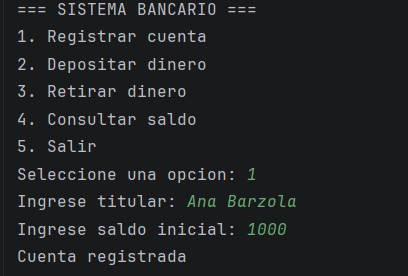 === SISTEMA BANCARIO ===
1. Registrar cuenta
2. Depositar dinero
3. Retirar dinero
4. Consultar saldo
5. Salir
Seleccione una opcion: 1
Ingrese titular: Ana Barzola
Ingrese saldo inicial: 1000
Cuenta registrada